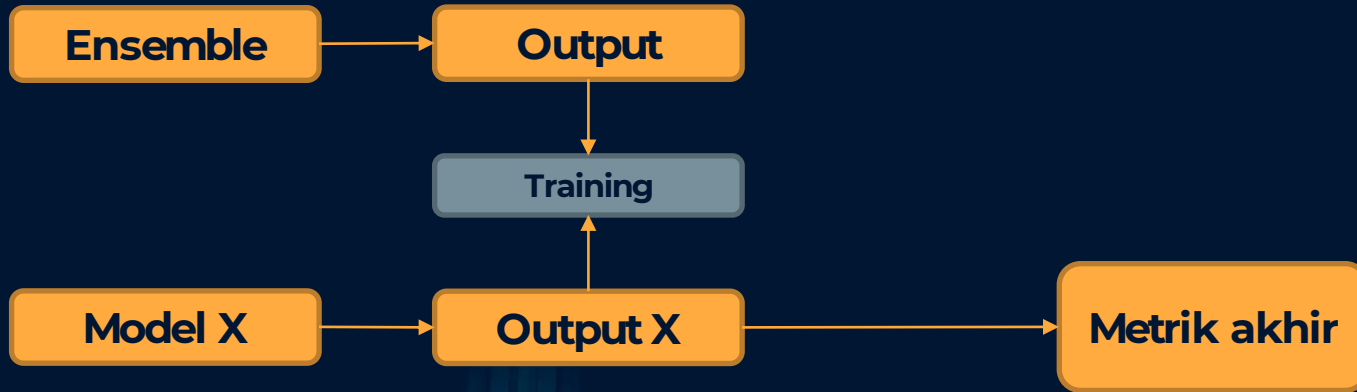 Ensemble
Output
Training
Model X
Output X
Metrik akhir